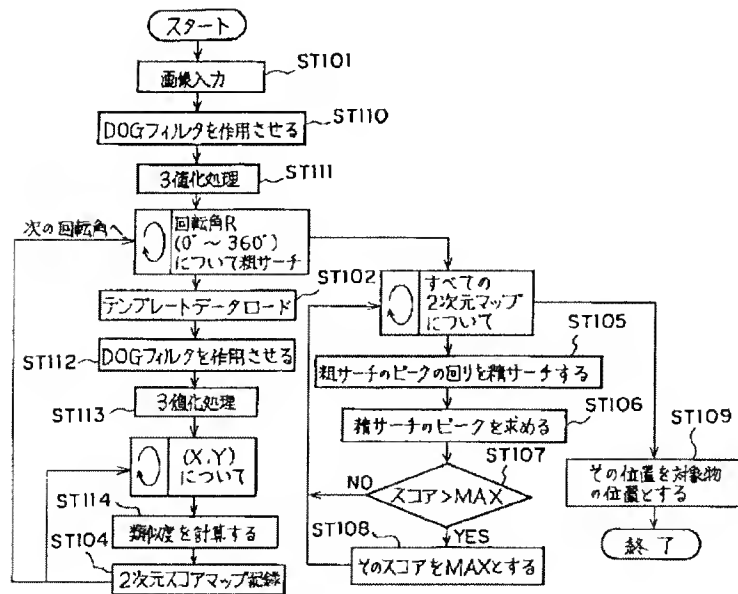 スタート
ST101
画像入力
ST110
DOGフィルタを作用させる
ST111
3値化処理
次の回転角へ
回転角R
(0°～360°)
について粗サーチ
ST102
テンプレートデータロード
ST112
DOGフィルタを作用させる
ST113
3値化処理
(X,Y)
について
ST114
類似度を計算する
ST104
2次元スコアマップ記録
すべての
2次元マップ
について
ST105
粗サーチのピークの回りを精サーチする
ST106
精サーチのピークを求める
ST107
NO
スコア>MAX
YES
ST108
そのスコアをMAXとする
ST109
その位置を対象物
の位置とする
終了